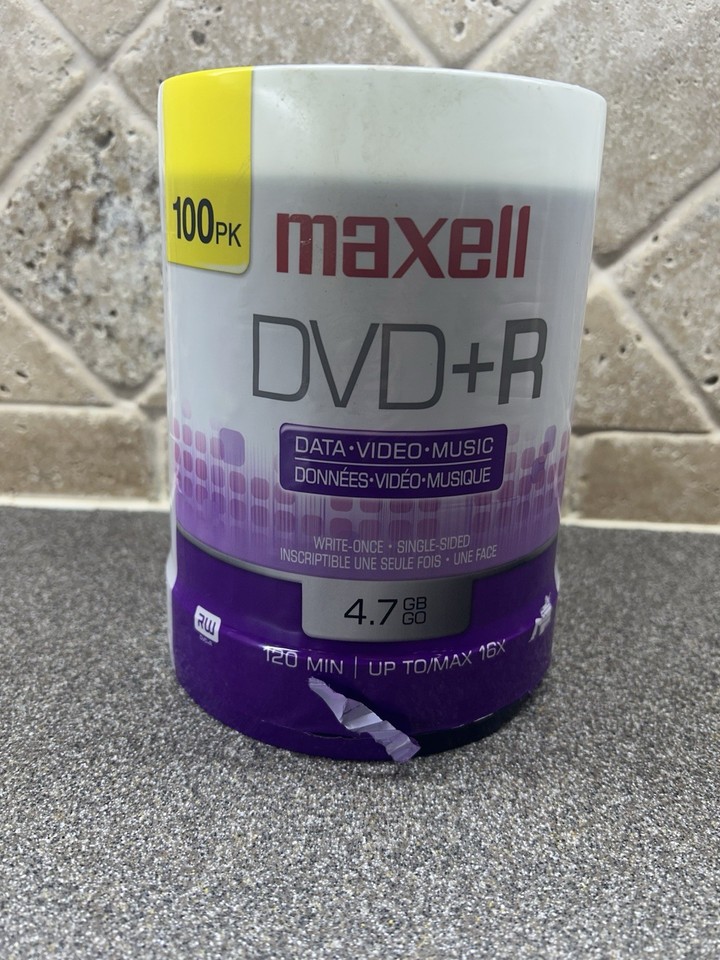 100PK
maxell
DVD+R
DATA•VIDEO•MUSIC
DONNÉES•VIDÉO•MUSIQUE
WRITE-ONCE • SINGLE-SIDED
INSCRIPTIBLE UNE SEULE FOIS • UNE FACE
4.7 GB
GO
RW
120 MIN | UP TO/MAX 16X